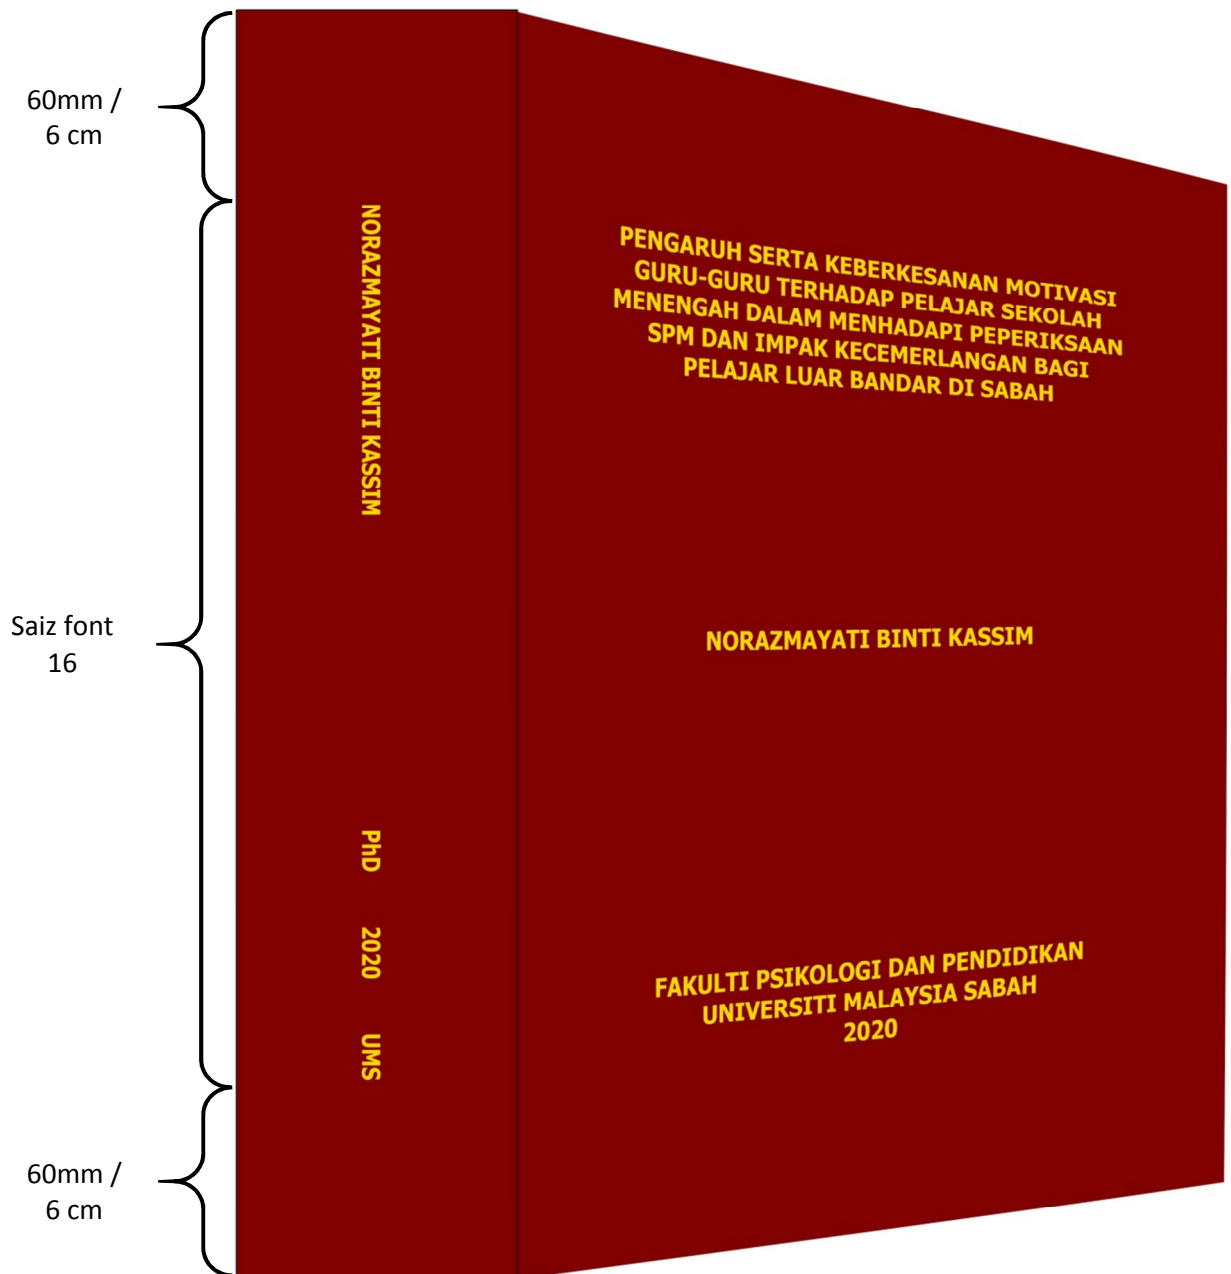 60mm /
6 cm
Saiz font
16
60mm /
6 cm
NORAZMAYATI BINTI KASSIM
PhD
2020
UMS
PENGARUH SERTA KEBERKESANAN MOTIVASI
GURU-GURU TERHADAP PELAJAR SEKOLAH
MENENGAH DALAM MENHADAPI PEPERIKSAAN
SPM DAN IMPAK KECEMERLANGAN BAGI
PELAJAR LUAR BANDAR DI SABAH
NORAZMAYATI BINTI KASSIM
FAKULTI PSIKOLOGI DAN PENDIDIKAN
UNIVERSITI MALAYSIA SABAH
2020